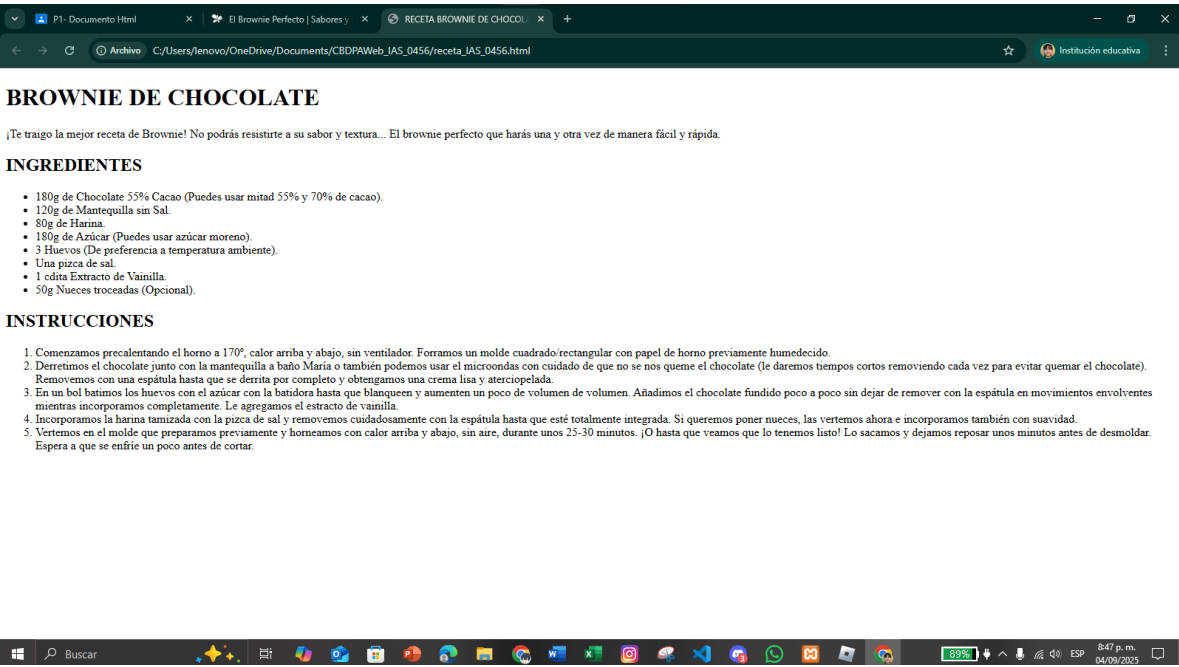 P1- Documento Html
El Brownie Perfecto | Sabores y
RECETA BROWNIE DE CHOCOL
Archivo
C:/Users/lenovo/OneDrive/Documents/CBDPAWeb_IAS_0456/receta_IAS_0456.html
Institución educativa
BROWNIE DE CHOCOLATE
¡Te traigo la mejor receta de Brownie! No podrás resistirte a su sabor y textura... El brownie perfecto que harás una y otra vez de manera fácil y rápida.
INGREDIENTES
• 180g de Chocolate 55% Cacao (Puedes usar mitad 55% y 70% de cacao).
• 120g de Mantequilla sin Sal.
• 80g de Harina.
• 180g de Azúcar (Puedes usar azúcar moreno).
• 3 Huevos (De preferencia a temperatura ambiente).
• Una pizca de sal.
• 1 cdita Extracto de Vainilla.
• 50g Nueces troceadas (Opcional).
INSTRUCCIONES
1. Comenzamos precalentando el horno a 170º, calor arriba y abajo, sin ventilador. Forramos un molde cuadrado/rectangular con papel de horno previamente humedecido.
2. Derretimos el chocolate junto con la mantequilla a baño María o también podemos usar el microondas con cuidado de que no se nos queme el chocolate (le daremos tiempos cortos removiendo cada vez para evitar quemar el chocolate).
Removemos con una espátula hasta que se derrita por completo y obtengamos una crema lisa y aterciopelada.
3. En un bol batimos los huevos con el azúcar con la batidora hasta que blanqueen y aumenten un poco de volumen de volumen. Añadimos el chocolate fundido poco a poco sin dejar de remover con la espátula en movimientos envolventes
mientras incorporamos completamente. Le agregamos el estracto de vainilla.
4. Incorporamos la harina tamizada con la pizca de sal y removemos cuidadosamente con la espátula hasta que esté totalmente integrada. Si queremos poner nueces, las vertemos ahora e incorporamos también con suavidad.
5. Vertemos en el molde que preparamos previamente y horneamos con calor arriba y abajo, sin aire, durante unos 25-30 minutos. ¡O hasta que veamos que lo tenemos listo! Lo sacamos y dejamos reposar unos minutos antes de desmoldar.
Espera a que se enfríe un poco antes de cortar.
Buscar
89%
ESP
8:47 p. m.
04/09/2025